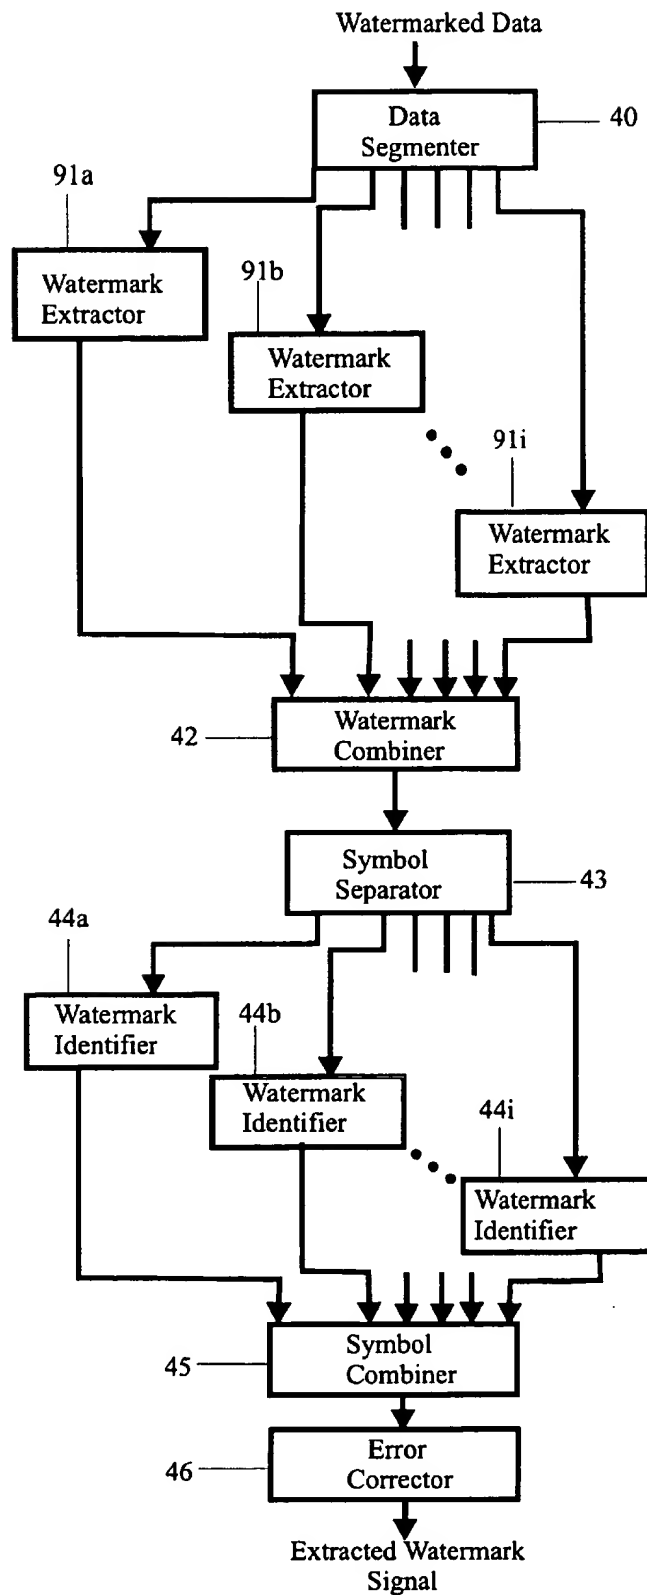 Watermarked Data
Data
Segmenter
40
91a
Watermark
Extractor
91b
Watermark
Extractor
91i
Watermark
Extractor
42
Watermark
Combiner
Symbol
Separator
43
44a
Watermark
Identifier
44b
Watermark
Identifier
44i
Watermark
Identifier
45
Symbol
Combiner
46
Error
Corrector
Extracted Watermark
Signal